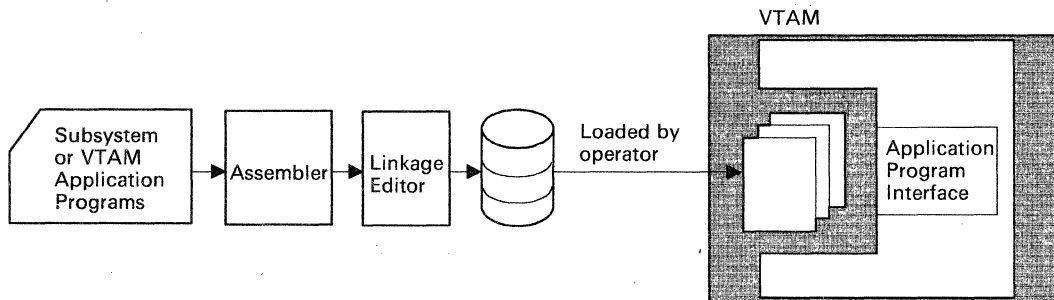 VTAM
Subsystem
or VTAM
Application
Programs
Assembler
Linkage
Editor
Loaded by
operator
Application
Program
Interface